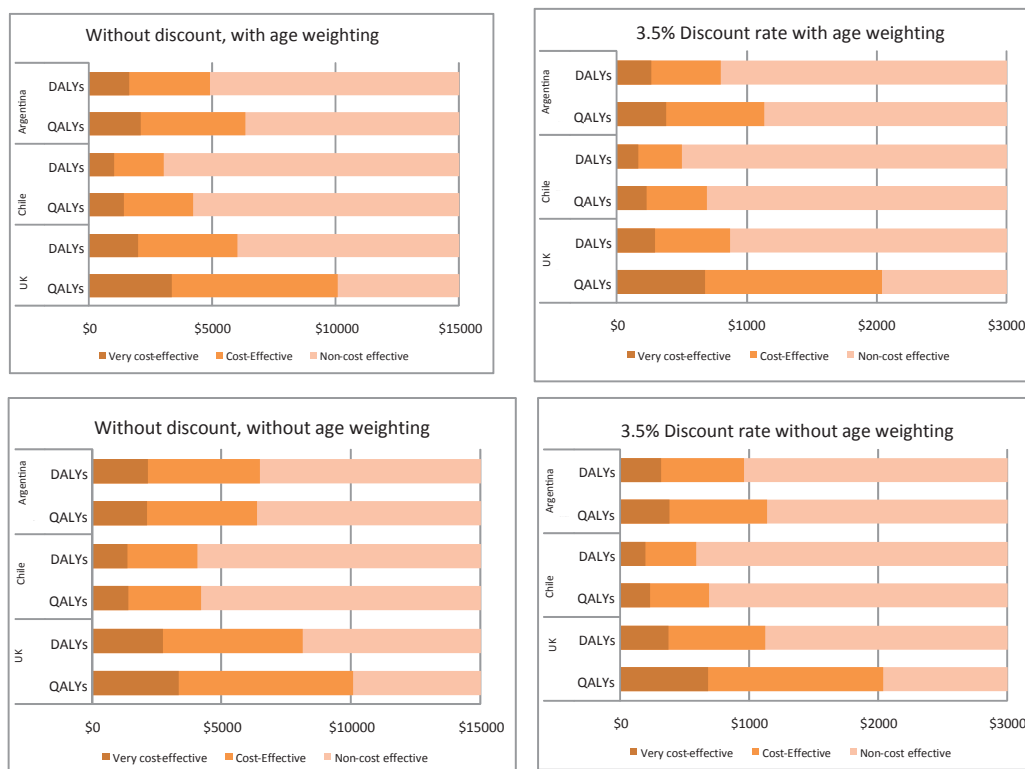 Without discount, with age weighting
Argentina
DALYs
QALYs
Chile
DALYs
QALYs
UK
DALYs
QALYs
$0 $5000 $10000 $15000
Very cost-effective Cost-Effective Non-cost effective
3.5% Discount rate with age weighting
Argentina
DALYs
QALYs
Chile
DALYs
QALYs
UK
DALYs
QALYs
$0 $1000 $2000 $3000
Very cost-effective Cost-Effective Non-cost effective
Without discount, without age weighting
Argentina
DALYs
QALYs
Chile
DALYs
QALYs
UK
DALYs
QALYs
$0 $5000 $10000 $15000
Very cost-effective Cost-Effective Non-cost effective
3.5% Discount rate without age weighting
Argentina
DALYs
QALYs
Chile
DALYs
QALYs
UK
DALYs
QALYs
$0 $1000 $2000 $3000
Very cost-effective Cost-Effective Non-cost effective